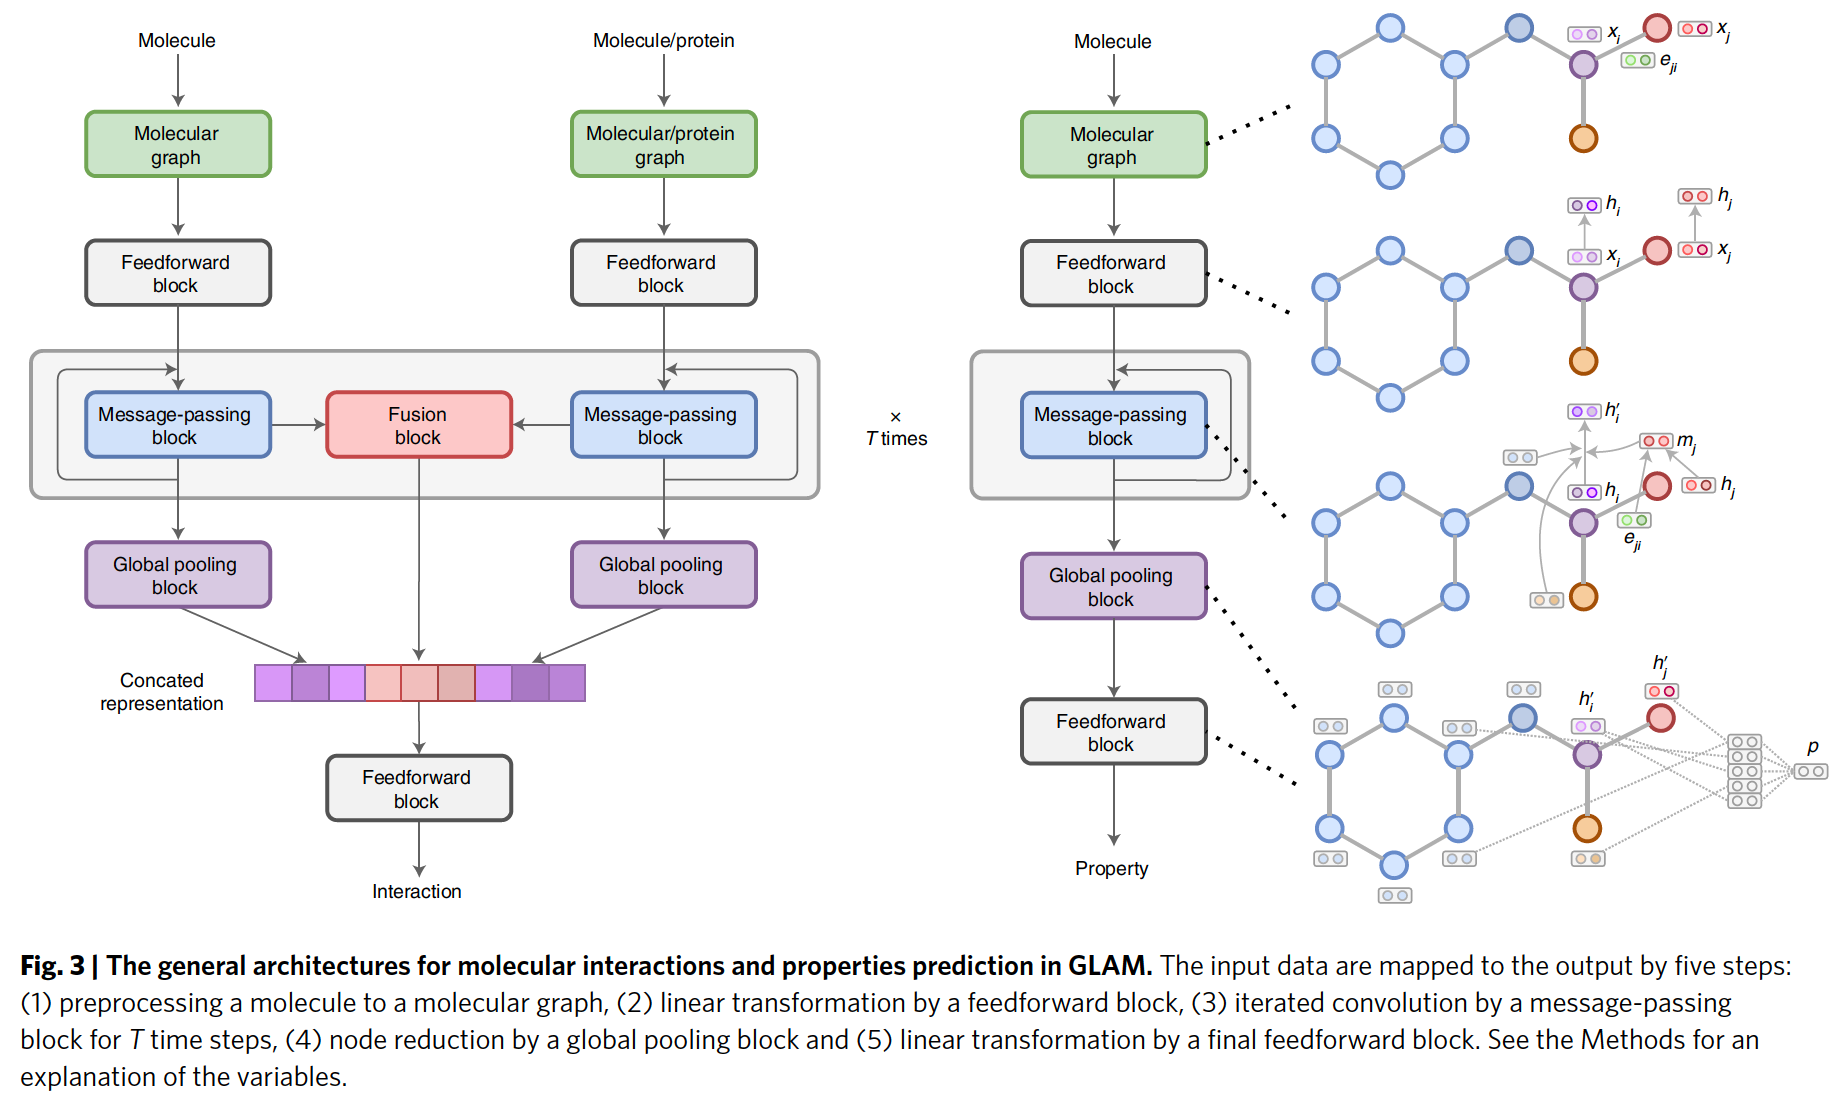 Molecule
Molecule/protein
Molecular
graph
Molecular/protein
graph
Feedforward
block
Feedforward
block
Message-passing
block
Fusion
block
Message-passing
block
×
T times
Global pooling
block
Global pooling
block
Concated
representation
Feedforward
block
Interaction
Molecule
Molecular
graph
Feedforward
block
Message-passing
block
Global pooling
block
Feedforward
block
Property
x_i
x_j
e_ji
h_i
h_j
x_i
x_j
h′_i
m_j
h_i
h_j
e_ji
h′_j
h′_i
p
Fig. 3 | The general architectures for molecular interactions and properties prediction in GLAM. The input data are mapped to the output by five steps:
(1) preprocessing a molecule to a molecular graph, (2) linear transformation by a feedforward block, (3) iterated convolution by a message-passing
block for T time steps, (4) node reduction by a global pooling block and (5) linear transformation by a final feedforward block. See the Methods for an
explanation of the variables.